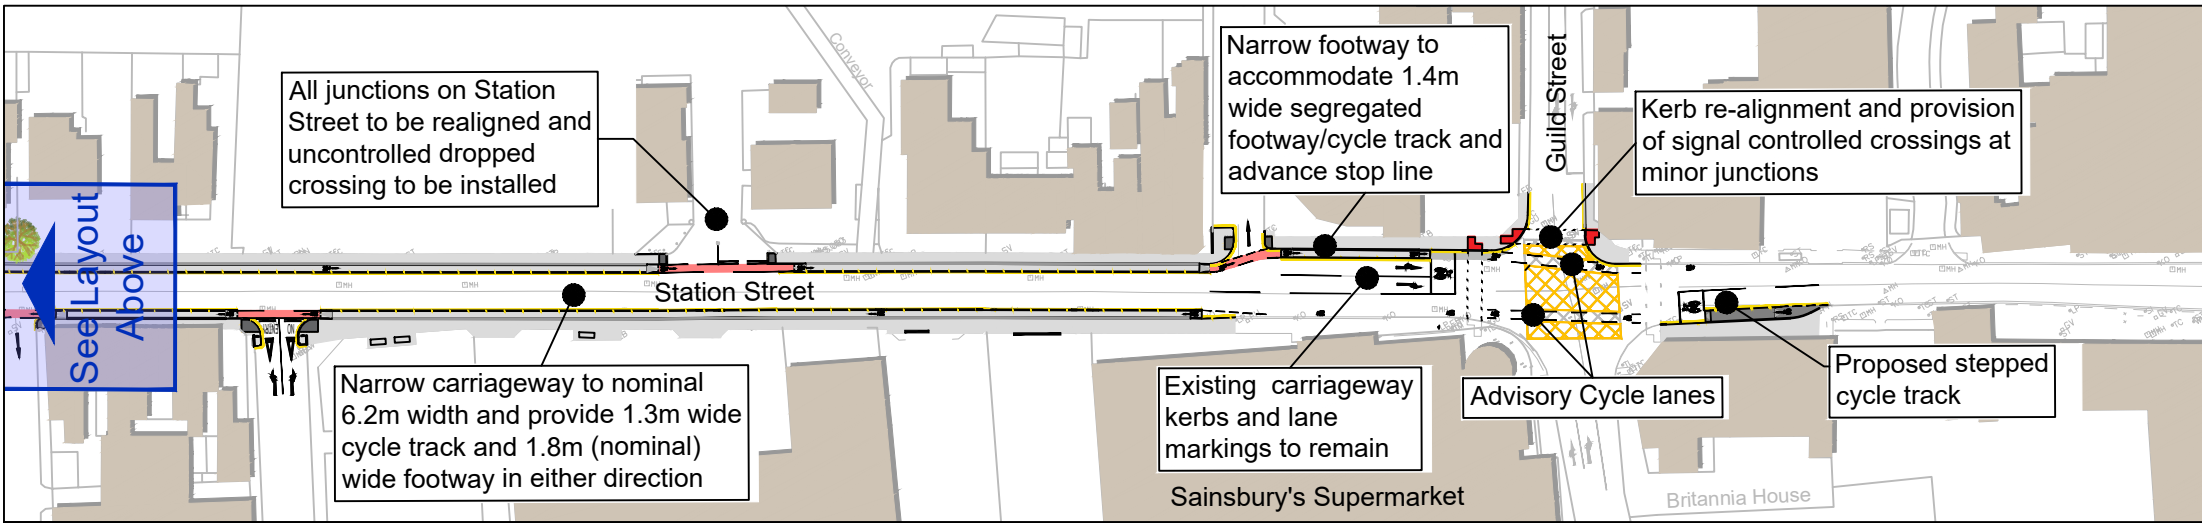 Conveyor
Narrow footway to
accommodate 1.4m
wide segregated
footway/cycle track and
advance stop line
Guild Street
Kerb re-alignment and provision
of signal controlled crossings at
minor junctions
All junctions on Station
Street to be realigned and
uncontrolled dropped
crossing to be installed
See Layout
Above
Station Street
NO
ENTRY
Narrow carriageway to nominal
6.2m width and provide 1.3m wide
cycle track and 1.8m (nominal)
wide footway in either direction
Existing carriageway
kerbs and lane
markings to remain
Advisory Cycle lanes
Proposed stepped
cycle track
Sainsbury's Supermarket
Britannia House